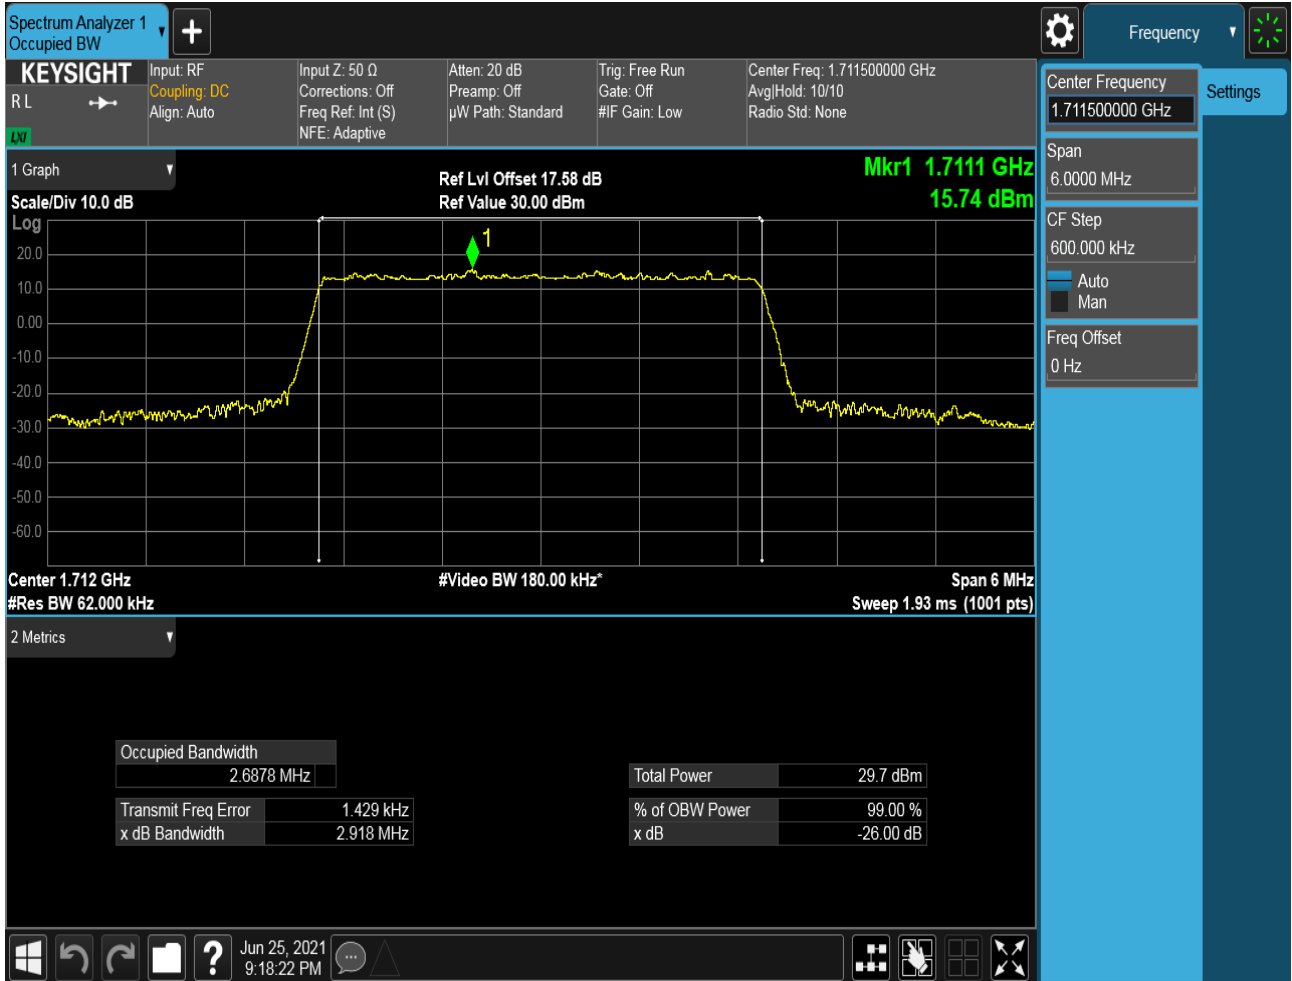 Spectrum Analyzer 1
Occupied BW
Frequency
KEYSIGHT
R L
LXI
Input: RF
Coupling: DC
Align: Auto
Input Z: 50 Ω
Corrections: Off
Freq Ref: Int (S)
NFE: Adaptive
Atten: 20 dB
Preamp: Off
µW Path: Standard
Trig: Free Run
Gate: Off
#IF Gain: Low
Center Freq: 1.711500000 GHz
Avg|Hold: 10/10
Radio Std: None
Center Frequency
1.711500000 GHz
Settings
Span
6.0000 MHz
CF Step
600.000 kHz
Auto
Man
Freq Offset
0 Hz
1 Graph
Scale/Div 10.0 dB
Ref Lvl Offset 17.58 dB
Ref Value 30.00 dBm
Mkr1 1.7111 GHz
15.74 dBm
Log
1
20.0
10.0
0.00
-10.0
-20.0
-30.0
-40.0
-50.0
-60.0
Center 1.712 GHz
#Video BW 180.00 kHz*
Span 6 MHz
#Res BW 62.000 kHz
Sweep 1.93 ms (1001 pts)
2 Metrics
Occupied Bandwidth
2.6878 MHz
Total Power 29.7 dBm
Transmit Freq Error 1.429 kHz
% of OBW Power 99.00 %
x dB Bandwidth 2.918 MHz
x dB -26.00 dB
?
Jun 25, 2021
9:18:22 PM